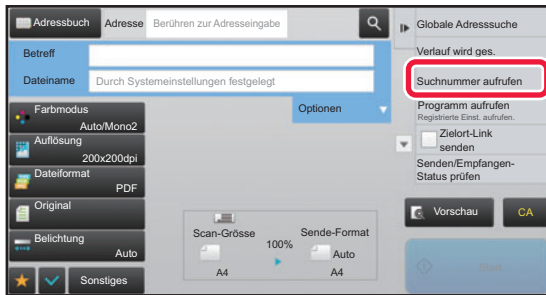 Adressbuch
Adresse
Berühren zur Adresseingabe
Betreff
Dateiname
Durch Systemeinstellungen festgelegt
Optionen
Farbmodus
Auto/Mono2
Auflösung
200x200dpi
Dateiformat
PDF
Original
Belichtung
Auto
Sonstiges
Scan-Grösse
A4
100%
Sende-Format
Auto
A4
Globale Adresssuche
Verlauf wird ges.
Suchnummer aufrufen
Programm aufrufen
Registrierte Einst. aufrufen.
Zielort-Link
senden
Senden/Empfangen-
Status prüfen
Vorschau
CA
Start